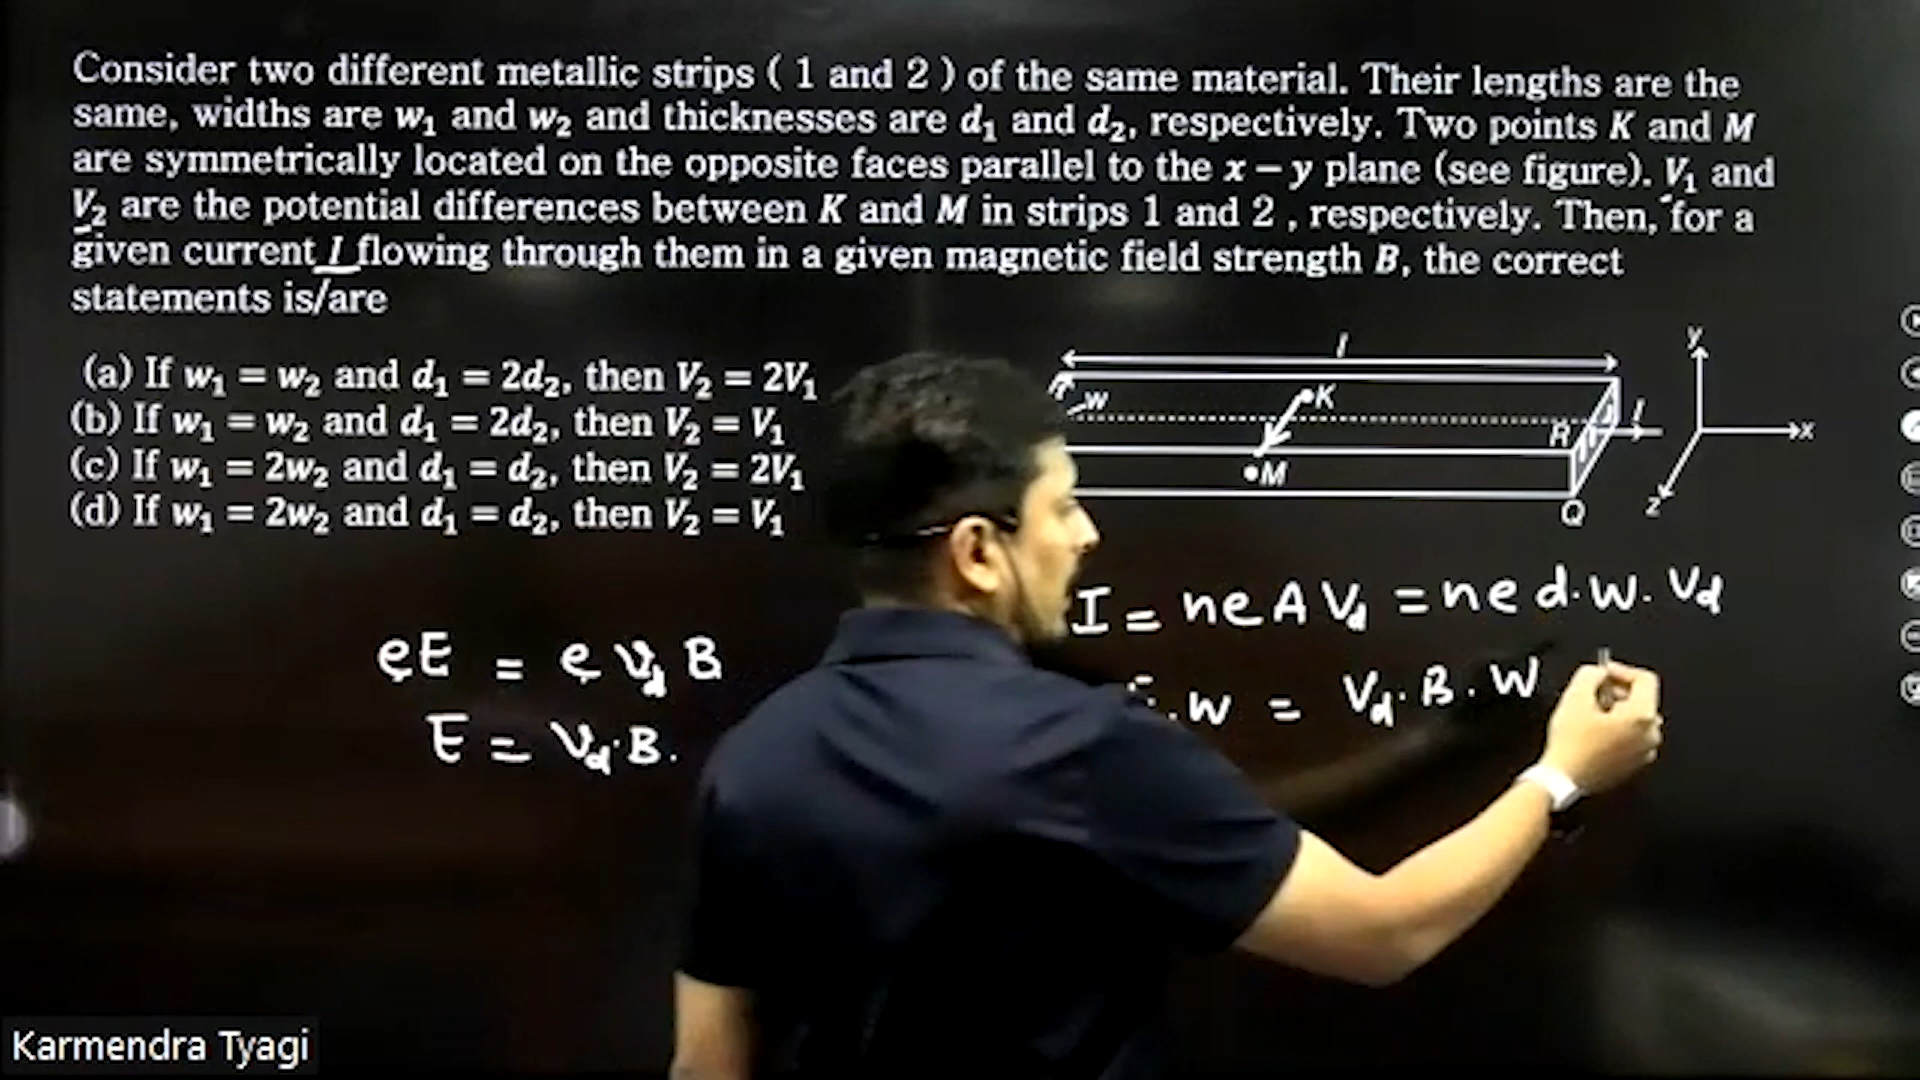 Consider two different metallic strips ( 1 and 2 ) of the same material. Their lengths are the
same, widths are w₁ and w₂ and thicknesses are d₁ and d₂, respectively. Two points K and M
are symmetrically located on the opposite faces parallel to the x – y plane (see figure). V₁ and
V₂ are the potential differences between K and M in strips 1 and 2 , respectively. Then, for a
given current I flowing through them in a given magnetic field strength B, the correct
statements is/are
(a) If w₁ = w₂ and d₁ = 2d₂, then V₂ = 2V₁
(b) If w₁ = w₂ and d₁ = 2d₂, then V₂ = V₁
(c) If w₁ = 2w₂ and d₁ = d₂, then V₂ = 2V₁
(d) If w₁ = 2w₂ and d₁ = d₂, then V₂ = V₁
l
y
w
K
R
I
x
M
Q
z
I = neAVd = ned.w.Vd
eE = evdB
.w = Vd.B.W
E = Vd.B.
Karmendra Tyagi